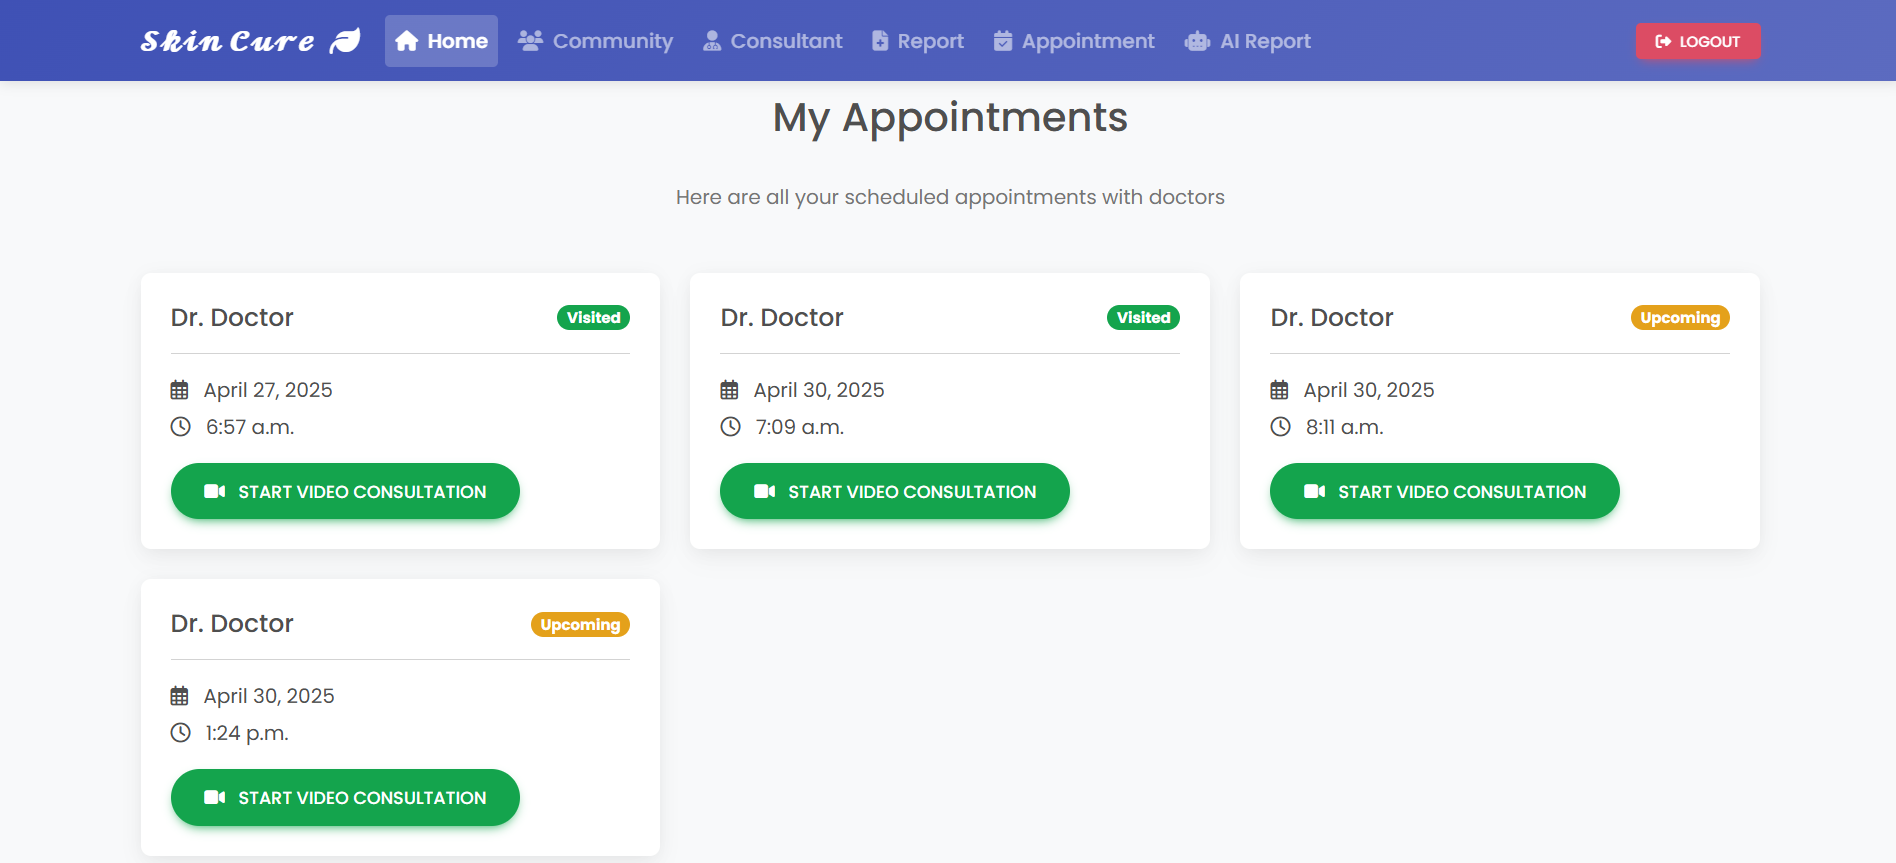 Skin Cure Home Community Consultant Report Appointment AI Report LOGOUT
My Appointments
Here are all your scheduled appointments with doctors
Dr. Doctor Visited
April 27, 2025
6:57 a.m.
START VIDEO CONSULTATION
Dr. Doctor Visited
April 30, 2025
7:09 a.m.
START VIDEO CONSULTATION
Dr. Doctor Upcoming
April 30, 2025
8:11 a.m.
START VIDEO CONSULTATION
Dr. Doctor Upcoming
April 30, 2025
1:24 p.m.
START VIDEO CONSULTATION